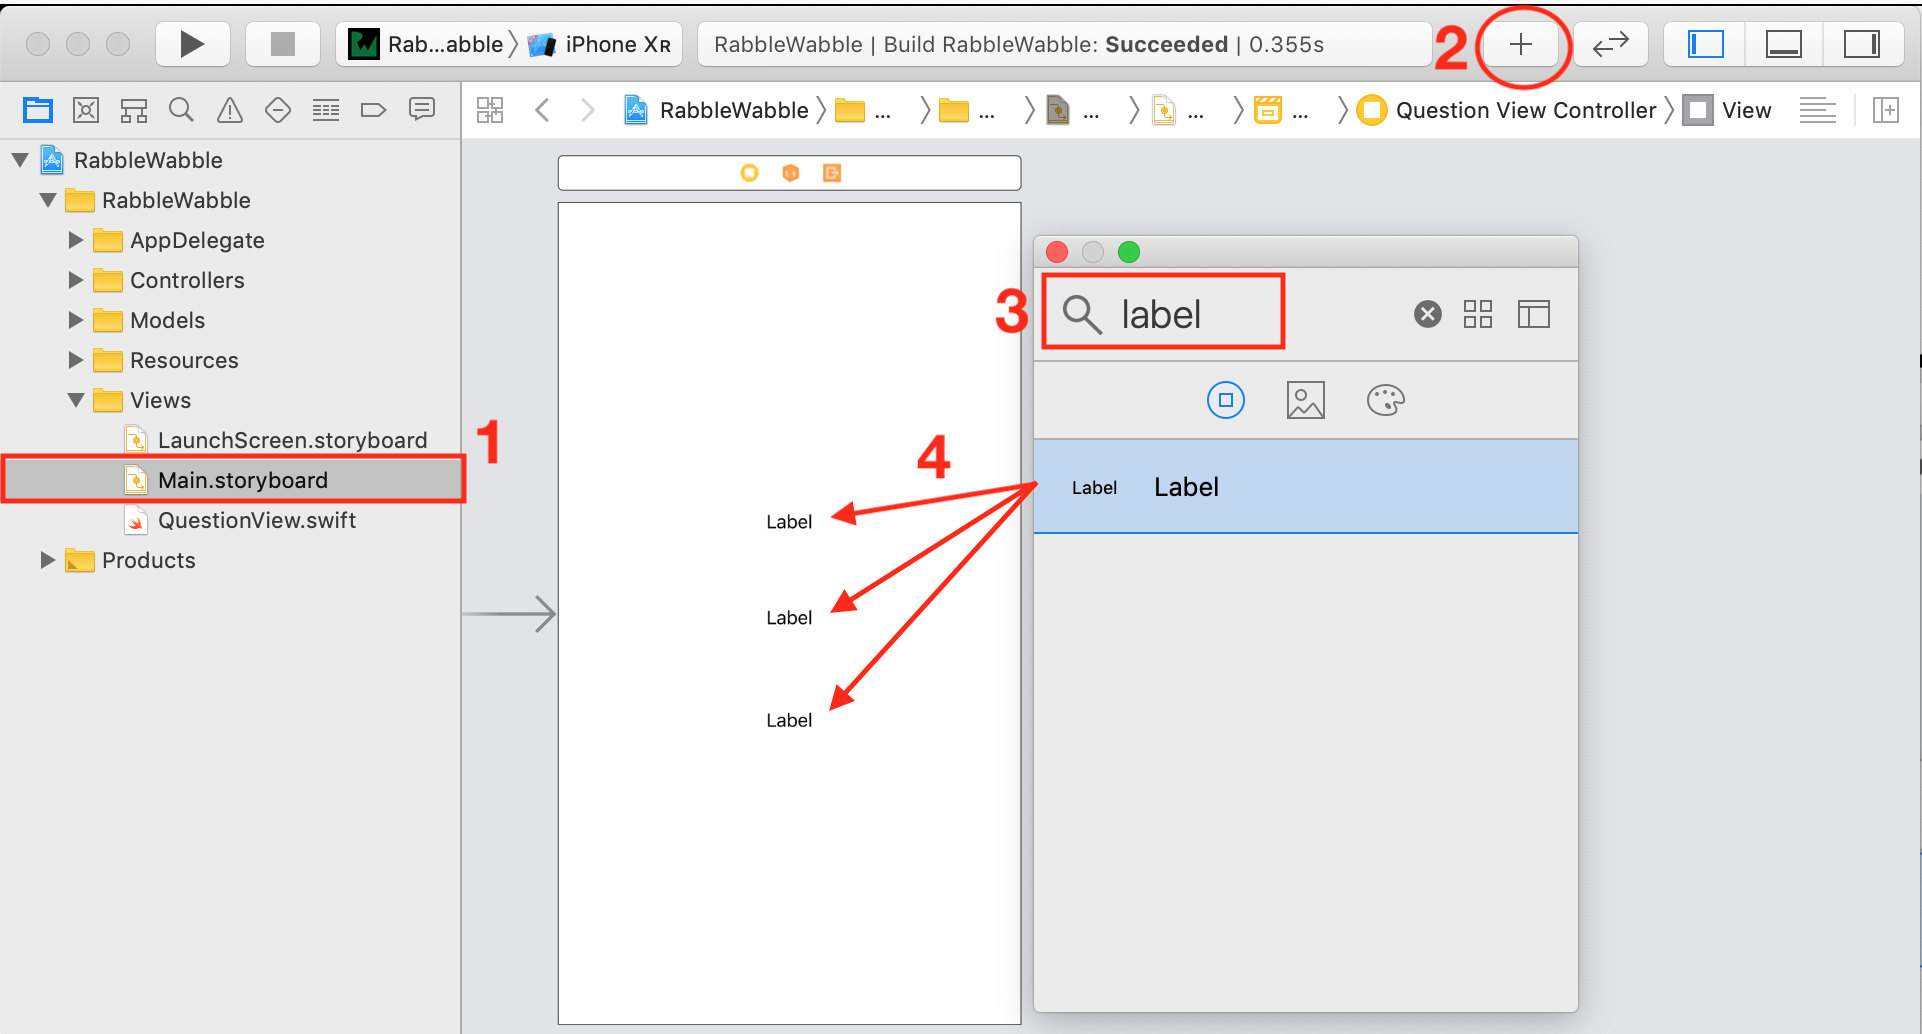 Rab...abble iPhone XR
RabbleWabble | Build RabbleWabble: Succeeded | 0.355s
2
RabbleWabble ... ... ... ... ... Question View Controller View
RabbleWabble
RabbleWabble
AppDelegate
Controllers
Models
Resources
Views
LaunchScreen.storyboard
Main.storyboard
QuestionView.swift
Products
1
Label
Label
Label
4
3
label
Label Label